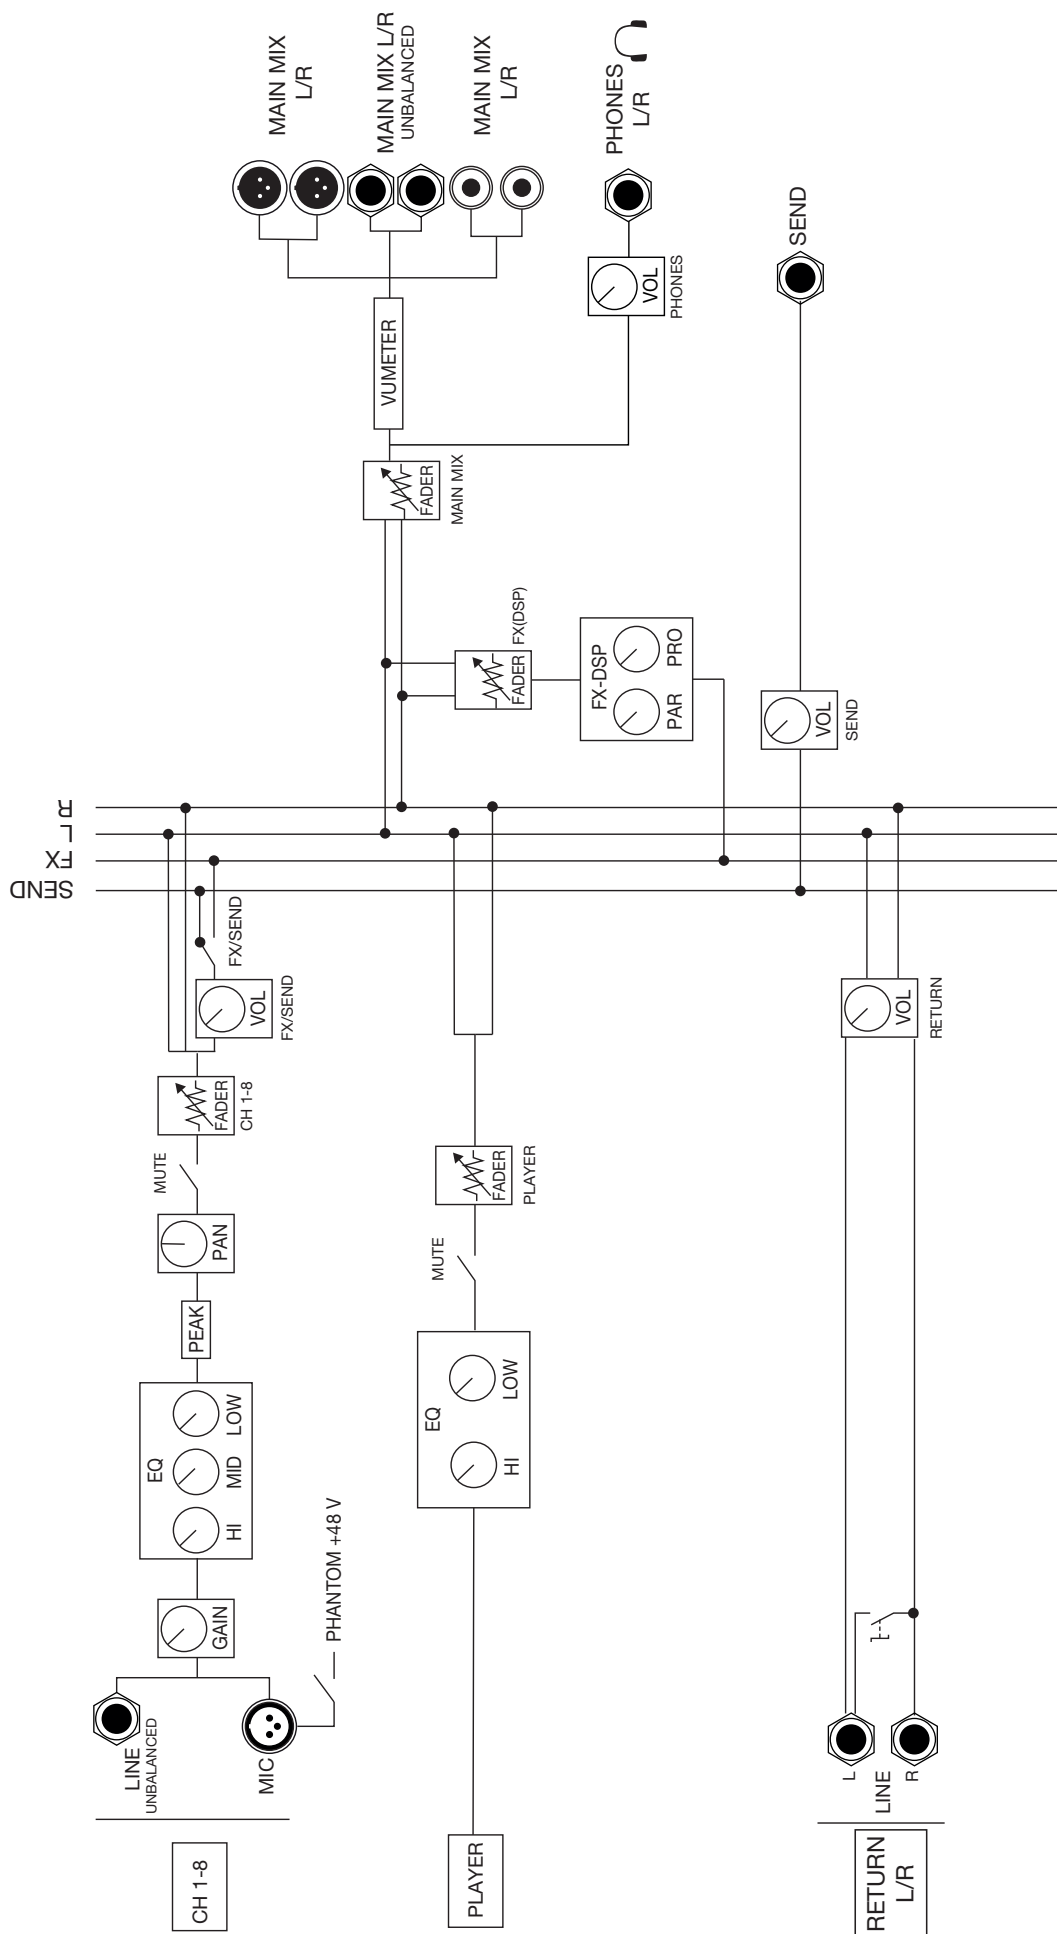 MAIN MIX
L/R
MAIN MIX L/R
UNBALANCED
MAIN MIX
L/R
PHONES
L/R
SEND
VOL
PHONES
VUMETER
FADER
MAIN MIX
FADER
FX(DSP)
FX-DSP
PAR
PRO
VOL
SEND
R
L
FX
SEND
FX/SEND
VOL
FX/SEND
FADER
CH 1-8
MUTE
PAN
PEAK
EQ
HI
MID
LOW
GAIN
PHANTOM +48 V
LINE
UNBALANCED
MIC
CH 1-8
FADER
PLAYER
MUTE
EQ
HI
LOW
PLAYER
VOL
RETURN
L
LINE
R
RETURN
L/R